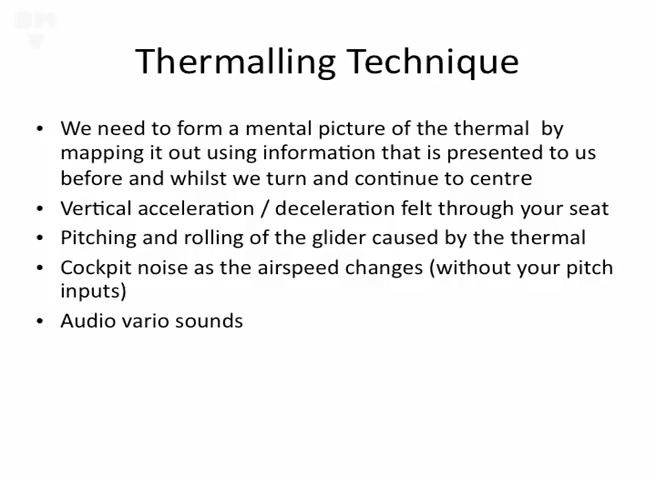 Thermalling Technique
• We need to form a mental picture of the thermal by
mapping it out using information that is presented to us
before and whilst we turn and continue to centre
• Vertical acceleration / deceleration felt through your seat
• Pitching and rolling of the glider caused by the thermal
• Cockpit noise as the airspeed changes (without your pitch
inputs)
• Audio vario sounds